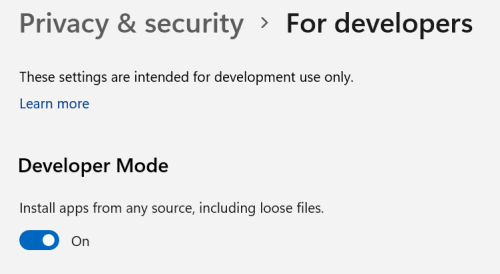 Privacy & security > For developers
These settings are intended for development use only.
Learn more
Developer Mode
Install apps from any source, including loose files.
On